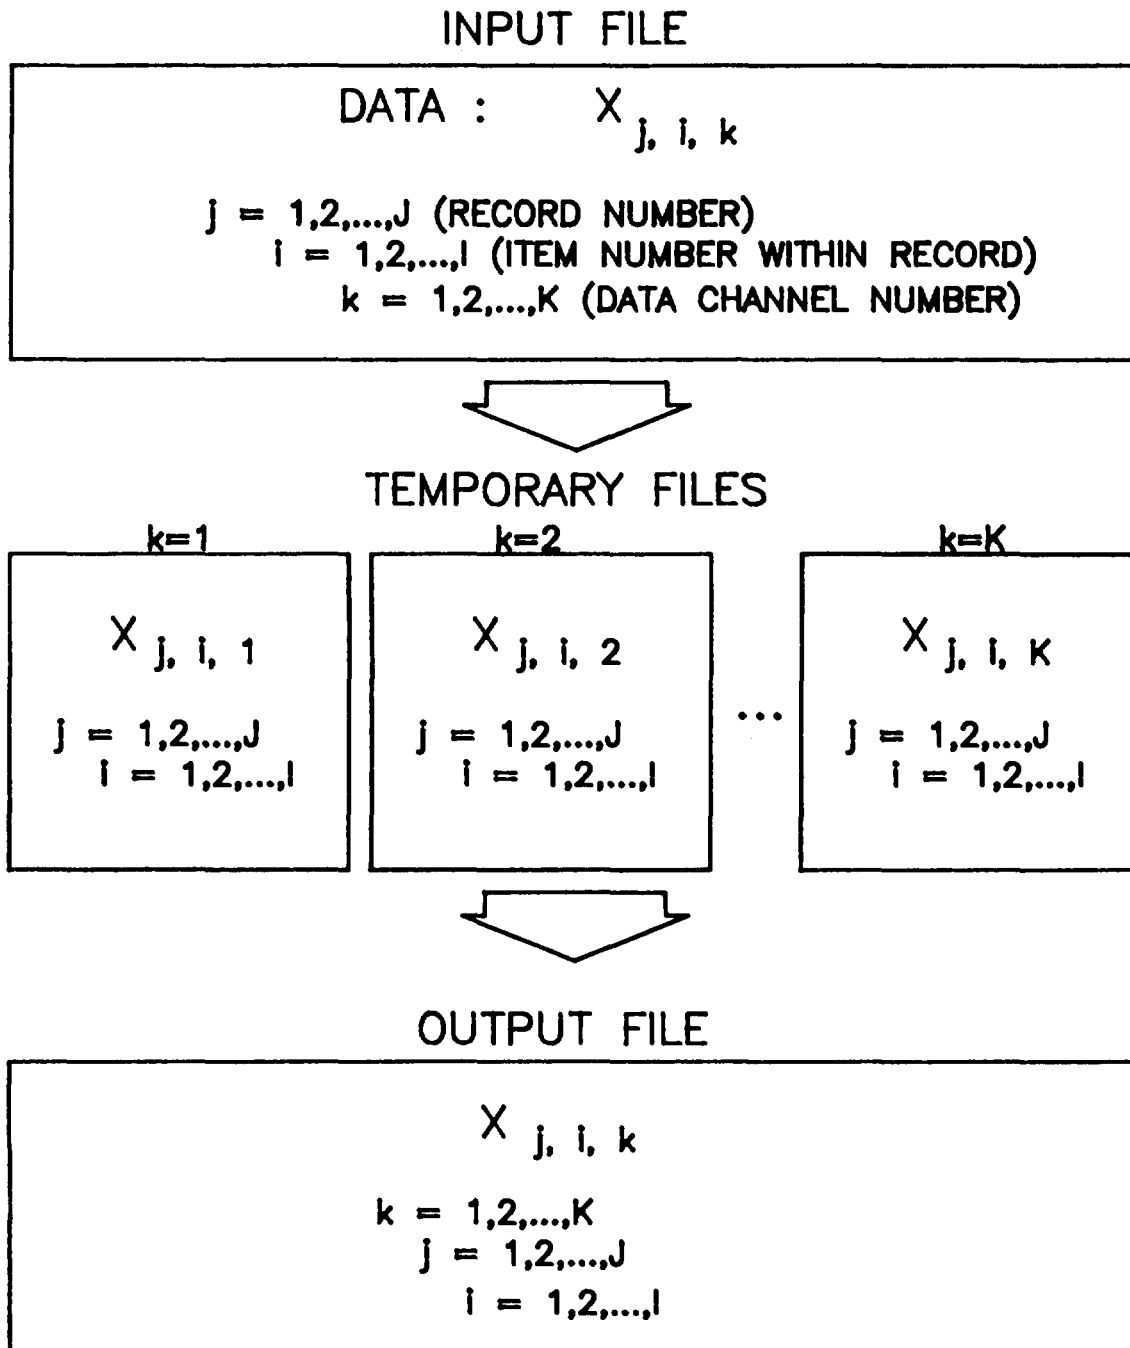 INPUT FILE
DATA : X j, i, k
j = 1,2,...,J (RECORD NUMBER)
i = 1,2,...,I (ITEM NUMBER WITHIN RECORD)
k = 1,2,...,K (DATA CHANNEL NUMBER)
TEMPORARY FILES
k=1
X j, i, 1
j = 1,2,...,J
i = 1,2,...,I
k=2
X j, i, 2
j = 1,2,...,J
i = 1,2,...,I
...
k=K
X j, i, K
j = 1,2,...,J
i = 1,2,...,I
OUTPUT FILE
X j, i, k
k = 1,2,...,K
j = 1,2,...,J
i = 1,2,...,I